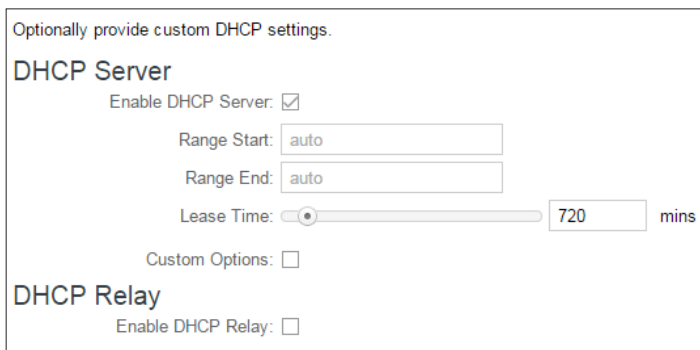 Optionally provide custom DHCP settings.
DHCP Server
Enable DHCP Server:
Range Start: auto
Range End: auto
Lease Time: 720 mins
Custom Options:
DHCP Relay
Enable DHCP Relay: